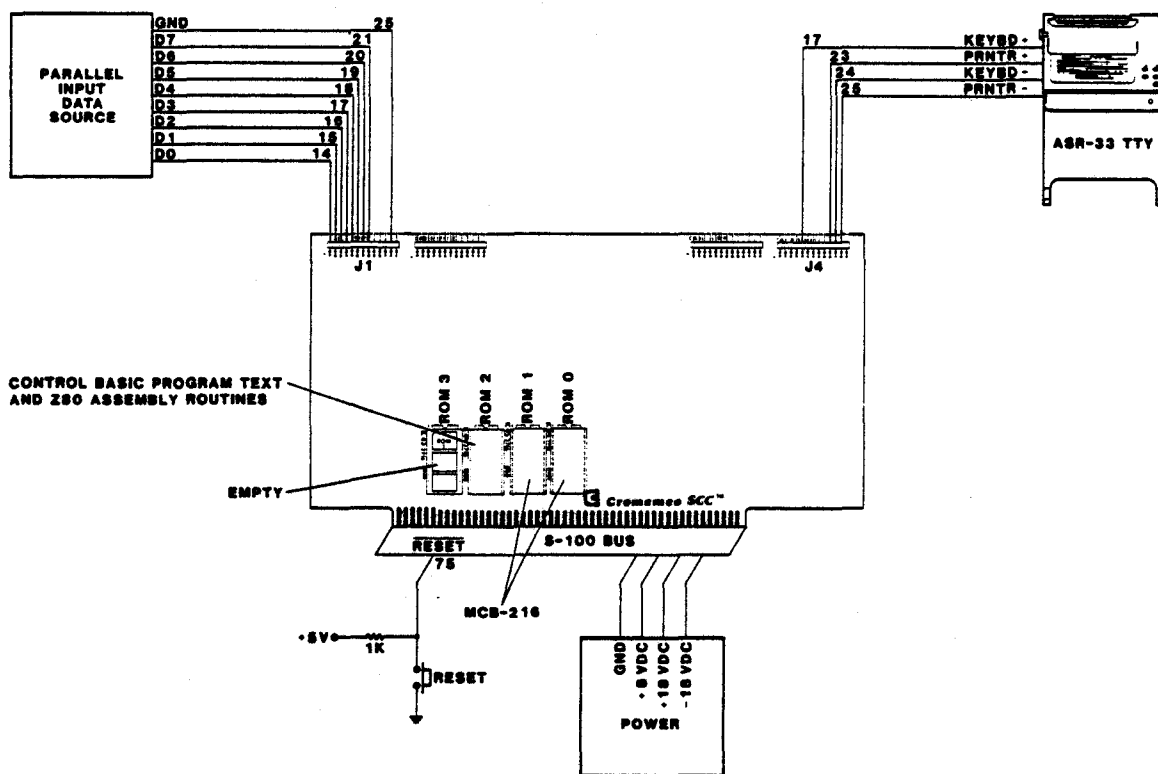 GND 25
D7 21
D6 20
D5 19
D4 18
D3 17
D2 16
D1 15
D0 14
PARALLEL
INPUT
DATA
SOURCE
17 KEYBD +
23 PRNTR +
24 KEYBD -
25 PRNTR -
ASR-33 TTY
J1
J4
CONTROL BASIC PROGRAM TEXT
AND Z80 ASSEMBLY ROUTINES
ROM 3
ROM 2
ROM 1
ROM 0
EMPTY
Cromemco SCC™
RESET
S-100 BUS
75
MCB-216
+5V
1K
RESET
GND
+8 VDC
+18 VDC
-18 VDC
POWER